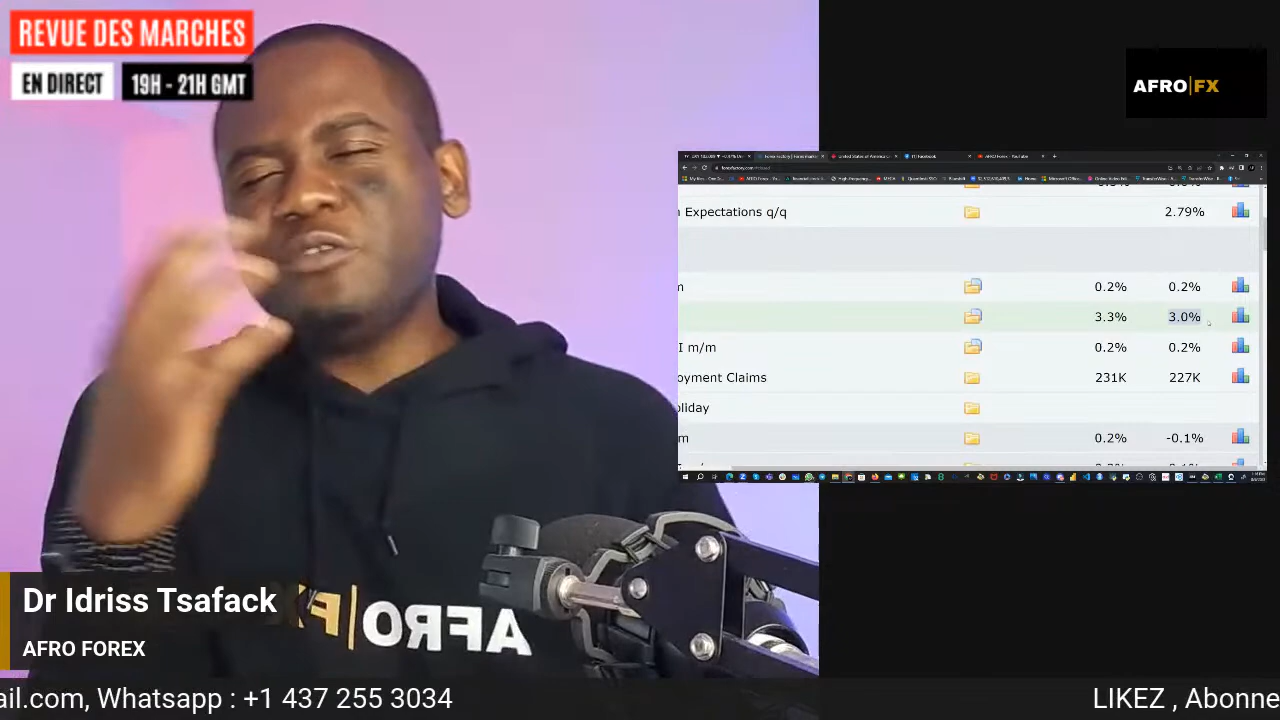 REVUE DES MARCHES
EN DIRECT
19H - 21H GMT
AFRO|FX
forexfactory.com
n Expectations q/q
2.79%
m
0.2%
0.2%
3.3%
3.0%
I m/m
0.2%
0.2%
oyment Claims
231K
227K
oliday
m
0.2%
-0.1%
Dr Idriss Tsafack
AFRO FOREX
AFRO|F
ail.com, Whatsapp : +1 437 255 3034
LIKEZ , Abonne